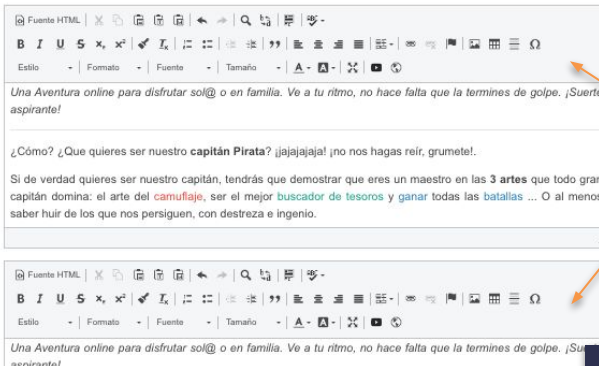 Fuente HTML
B I U S x₂ x² Iₓ
Estilo Formato Fuente Tamaño A A
Una Aventura online para disfrutar sol@ o en familia. Ve a tu ritmo, no hace falta que la termines de golpe. ¡Suerte
aspirante!
¿Cómo? ¿Que quieres ser nuestro capitán Pirata? ¡jajajajaja! ¡no nos hagas reír, grumete!.
Si de verdad quieres ser nuestro capitán, tendrás que demostrar que eres un maestro en las 3 artes que todo gran
capitán domina: el arte del camuflaje, ser el mejor buscador de tesoros y ganar todas las batallas ... O al menos
saber huir de los que nos persiguen, con destreza e ingenio.
Fuente HTML
B I U S x₂ x² Iₓ
Estilo Formato Fuente Tamaño A A
Una Aventura online para disfrutar sol@ o en familia. Ve a tu ritmo, no hace falta que la termines de golpe.
aspirante!